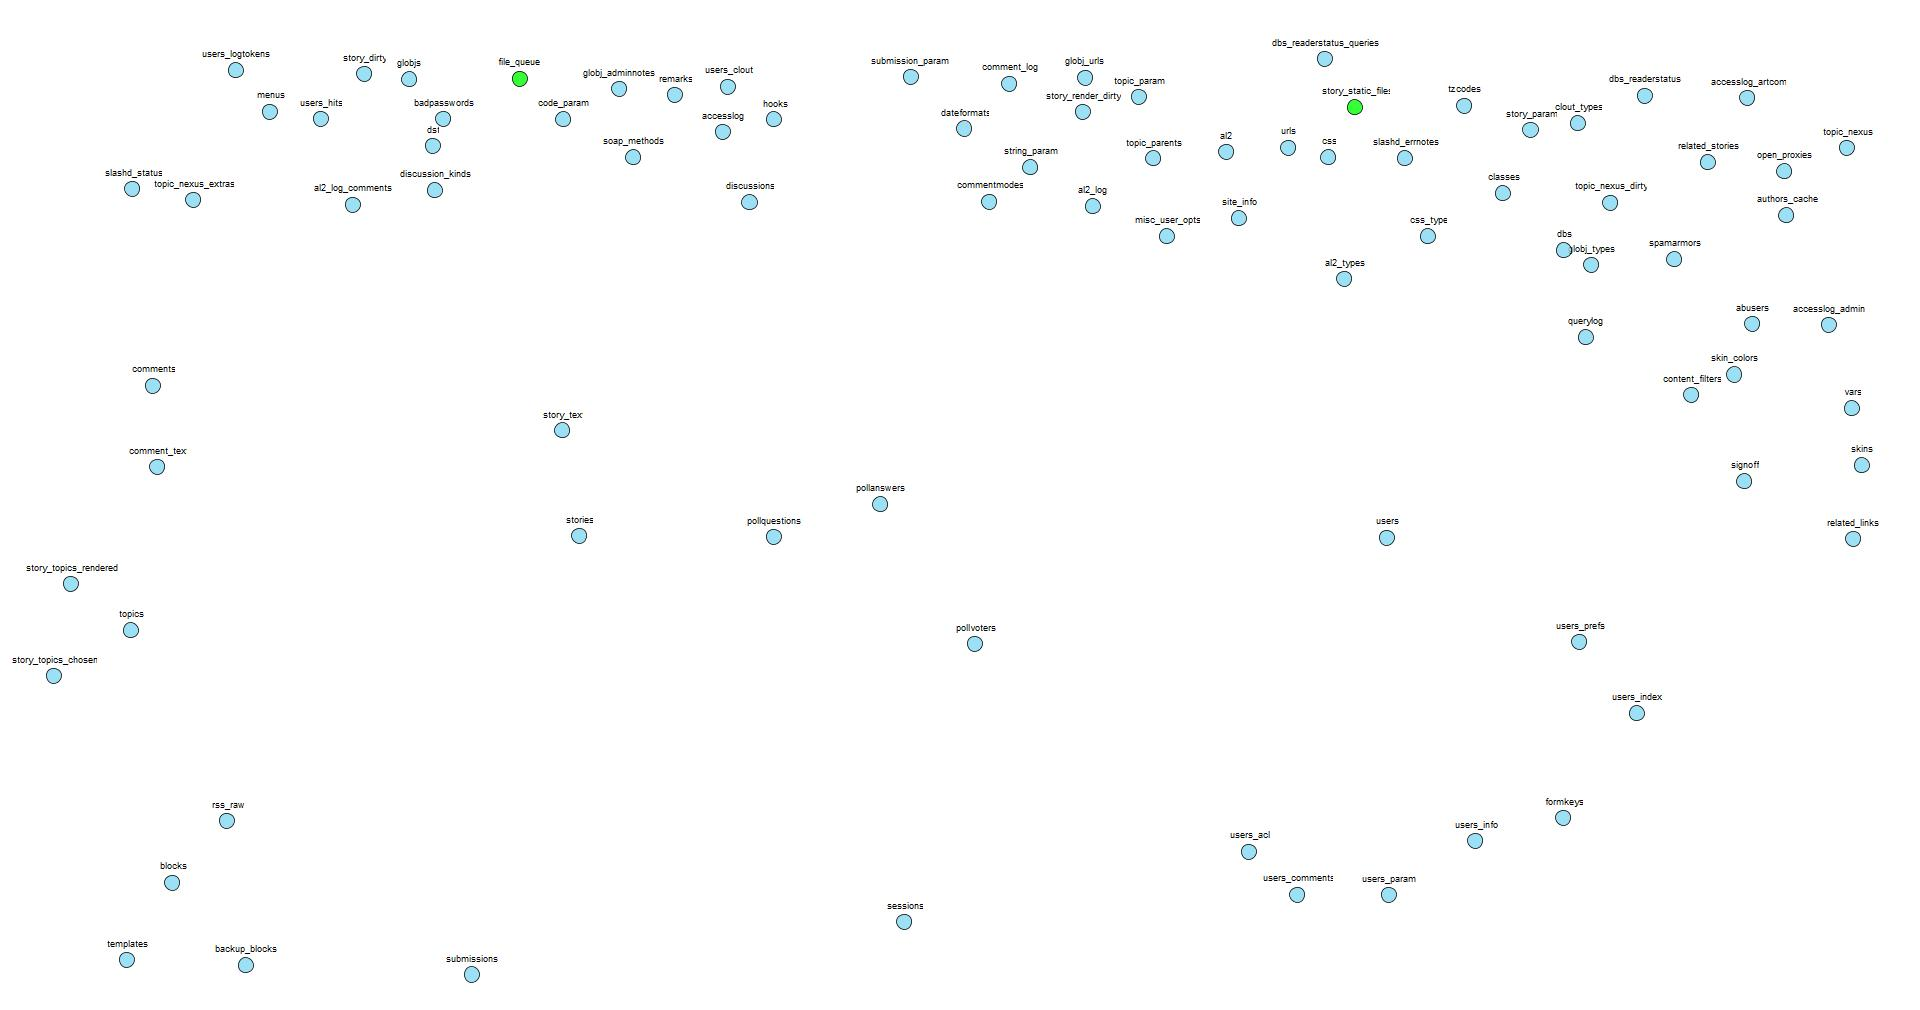 dbs_readerstatus_queries
users_logtokens
story_dirty
globjs
file_queue
globj_adminnotes
remarks
users_clout
submission_param
comment_log
globj_urls
topic_param
story_static_files
tzcodes
dbs_readerstatus
accesslog_artcom
menus
users_hits
badpasswords
code_param
accesslog
hooks
dateformats
story_render_dirty
story_param
clout_types
dst
soap_methods
string_param
topic_parents
al2
urls
css
slashd_errnotes
related_stories
open_proxies
topic_nexus
slashd_status
topic_nexus_extras
al2_log_comments
discussion_kinds
discussions
commentmodes
al2_log
misc_user_opts
site_info
css_type
classes
topic_nexus_dirty
authors_cache
al2_types
dbs
globj_types
spamarmors
querylog
abusers
accesslog_admin
comments
skin_colors
content_filters
vars
story_tex
comment_tex
skins
signoff
pollanswers
stories
pollquestions
users
related_links
story_topics_rendered
topics
pollvoters
users_prefs
story_topics_chosen
users_index
rss_raw
formkeys
users_acl
users_info
blocks
users_comments
users_param
sessions
templates
backup_blocks
submissions